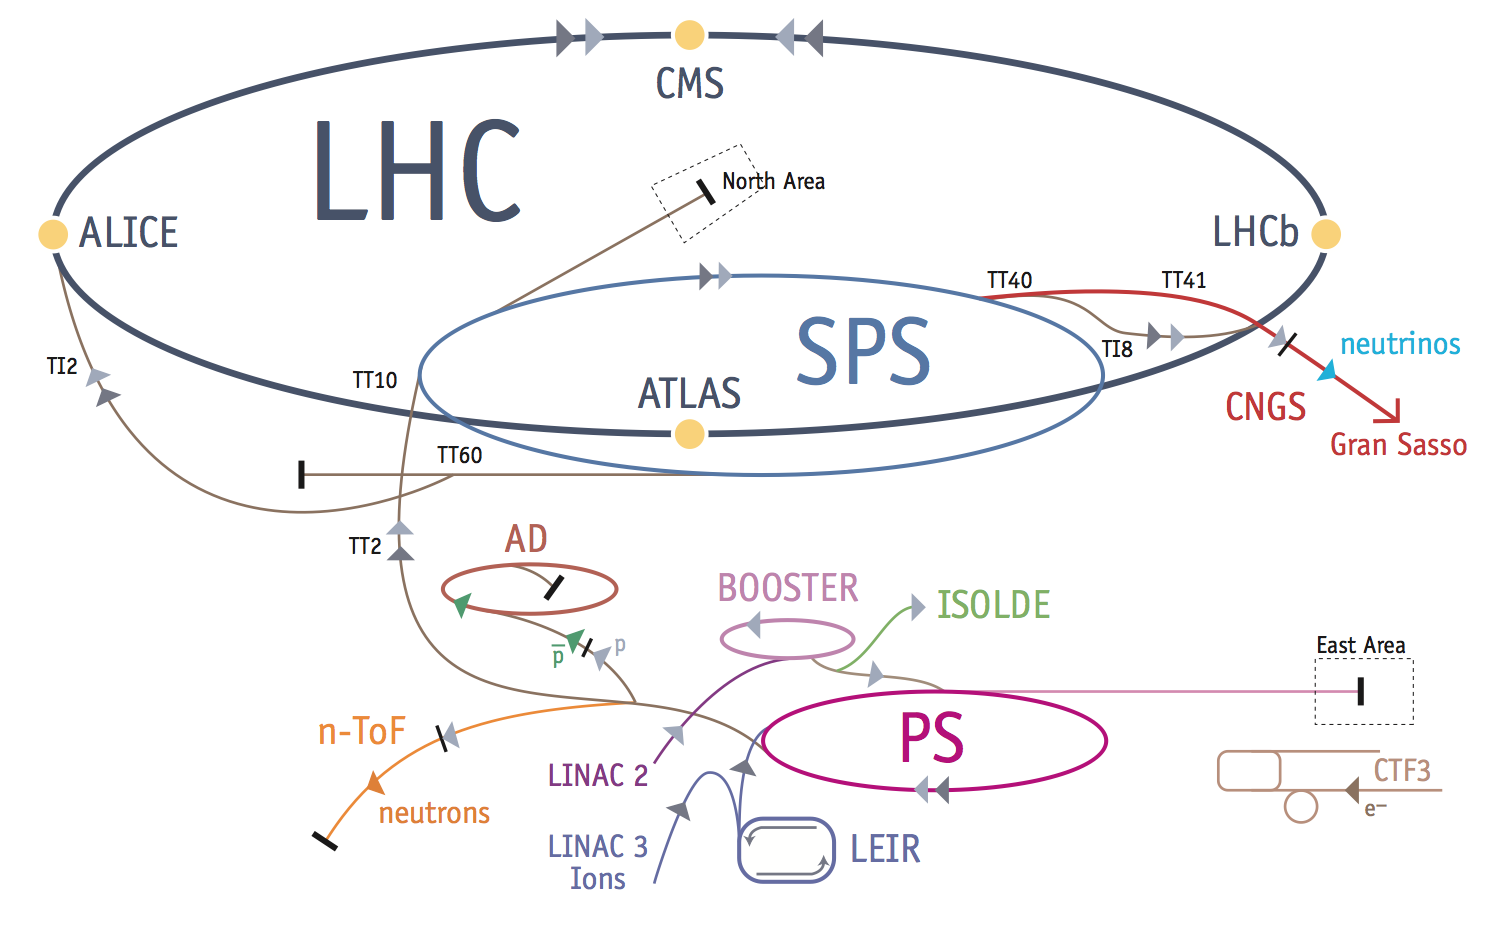 CMS
LHC
North Area
ALICE
LHCb
TT40
TT41
SPS
TI8
neutrinos
TI2
TT10
ATLAS
CNGS
Gran Sasso
TT60
AD
TT2
BOOSTER
ISOLDE
p
p̅
East Area
n-ToF
PS
LINAC 2
CTF3
neutrons
e–
LINAC 3
Ions
LEIR